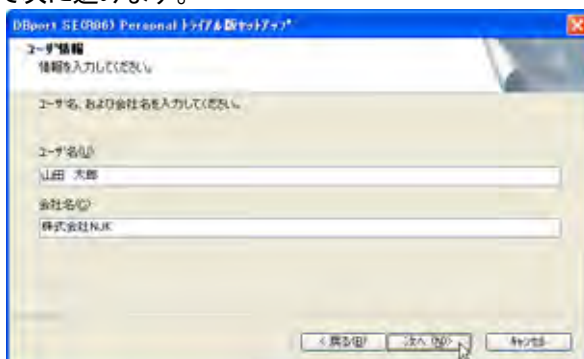 て次に進めます。
DBport SE(R06) Personal トライアル版セットアップ
ユーザ情報
情報を入力してください。
ユーザ名、および会社名を入力してください。
ユーザ名(U)
山田 太郎
会社名(C)
株式会社NJK
< 戻る(B) 次へ(N)> キャンセル